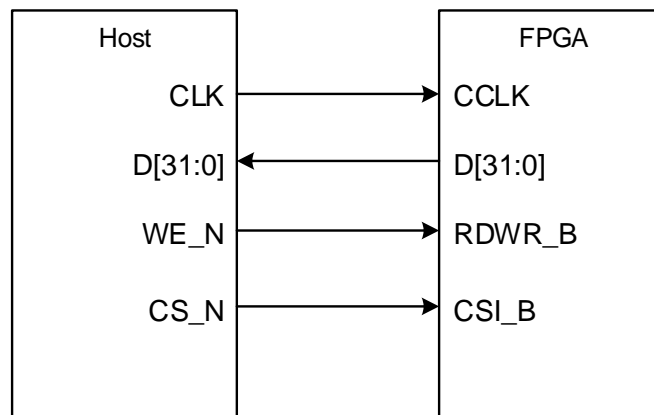 Host
FPGA
CLK
CCLK
D[31:0]
D[31:0]
WE_N
RDWR_B
CS_N
CSI_B